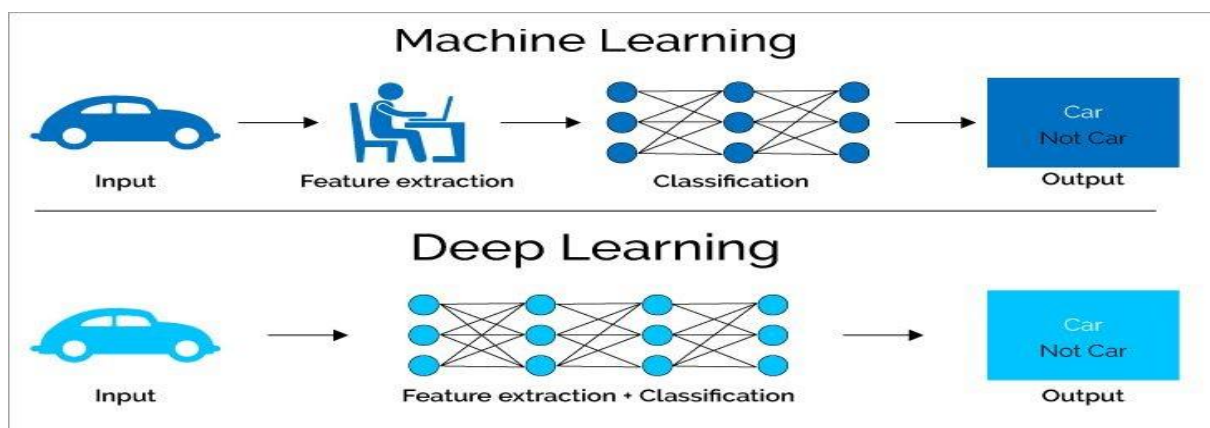 Machine Learning
Car
Not Car
Input
Feature extraction
Classification
Output
Deep Learning
Car
Not Car
Input
Feature extraction + Classification
Output